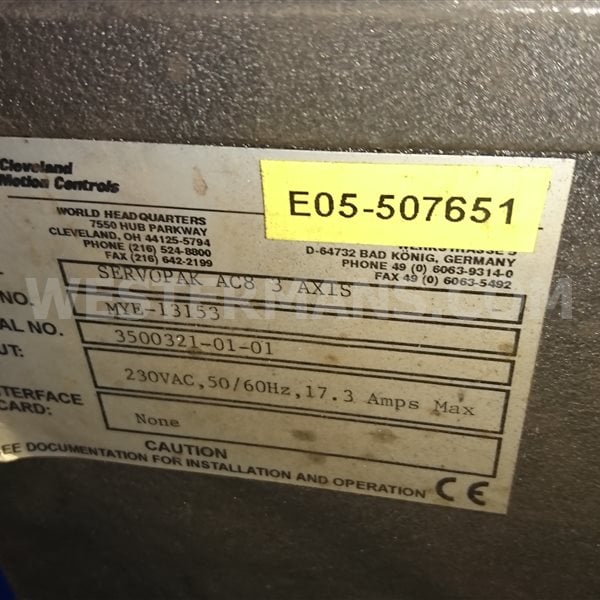 Cleveland
Motion Controls
E05-507651
WORLD HEADQUARTERS
7550 HUB PARKWAY
CLEVELAND, OH 44125-5794
PHONE (216) 524-8800
FAX (216) 642-2199
D-64732 BAD KÖNIG, GERMANY
PHONE 49 (0) 6063-9314-0
FAX 49 (0) 6063-5492
SERVOPAK AC8 3 AXIS
NO. MYE-13153
AL NO. 3500321-01-01
UT: 230VAC,50/60Hz,17.3 Amps Max
TERFACE
CARD: None
CAUTION
EE DOCUMENTATION FOR INSTALLATION AND OPERATION CE